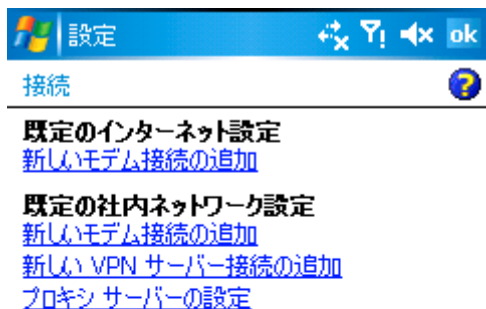 設定
ok
接続
既定のインターネット設定
新しいモデム接続の追加
既定の社内ネットワーク設定
新しいモデム接続の追加
新しい VPN サーバー接続の追加
プロキシ サーバーの設定